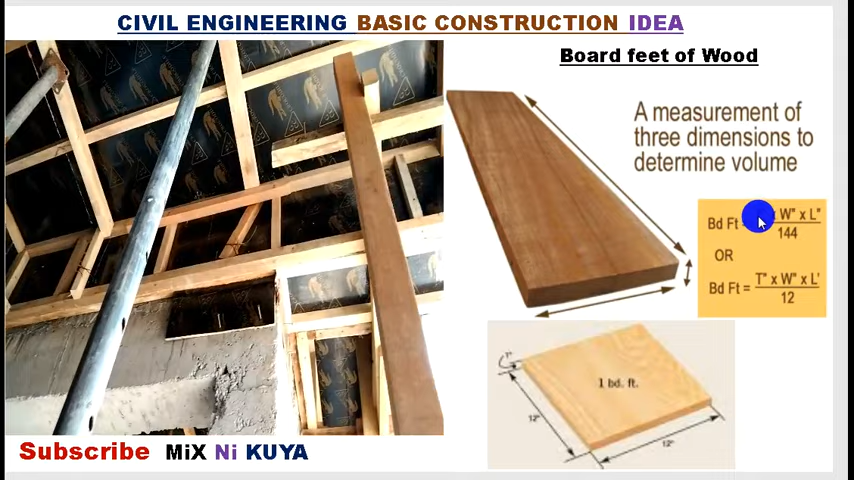 CIVIL ENGINEERING BASIC CONSTRUCTION IDEA
Board feet of Wood
A measurement of
three dimensions to
determine volume
Bd Ft = x W" x L"
144
OR
Bd Ft = T" x W" x L'
12
1"
1 bd. ft.
12"
12"
Subscribe MiX Ni KUYA